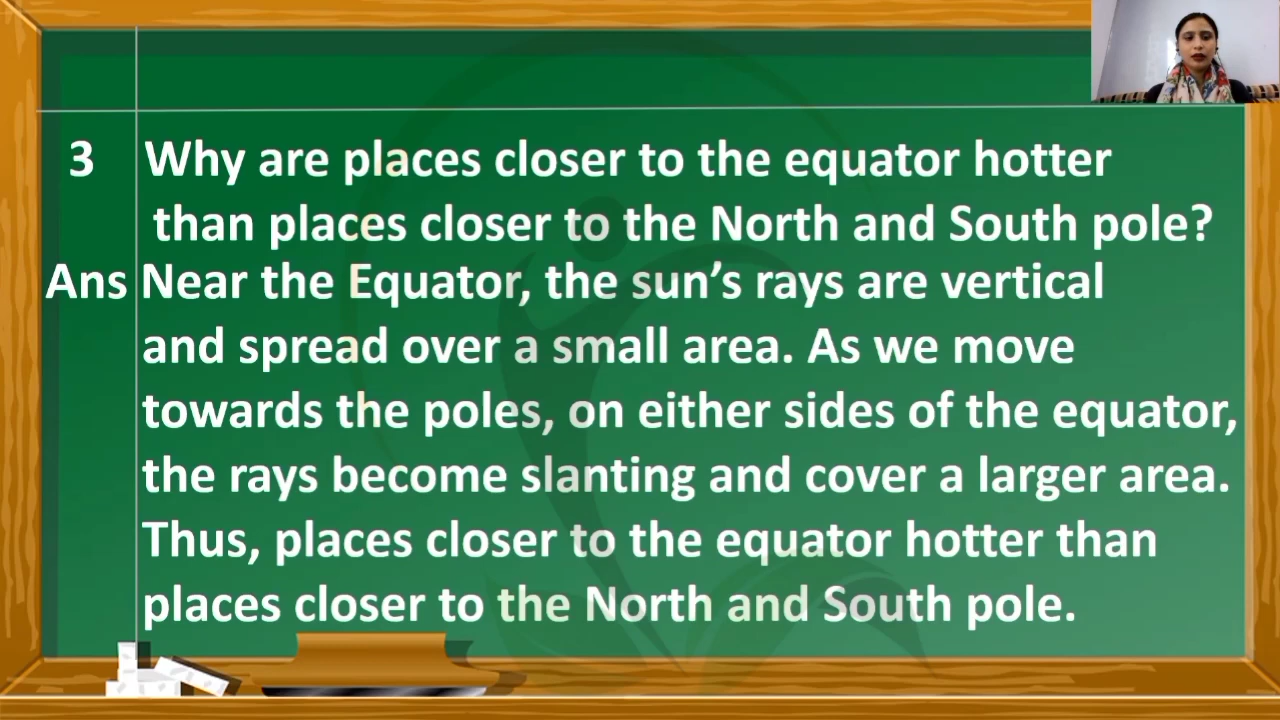 3 Why are places closer to the equator hotter
than places closer to the North and South pole?
Ans Near the Equator, the sun's rays are vertical
and spread over a small area. As we move
towards the poles, on either sides of the equator,
the rays become slanting and cover a larger area.
Thus, places closer to the equator hotter than
places closer to the North and South pole.